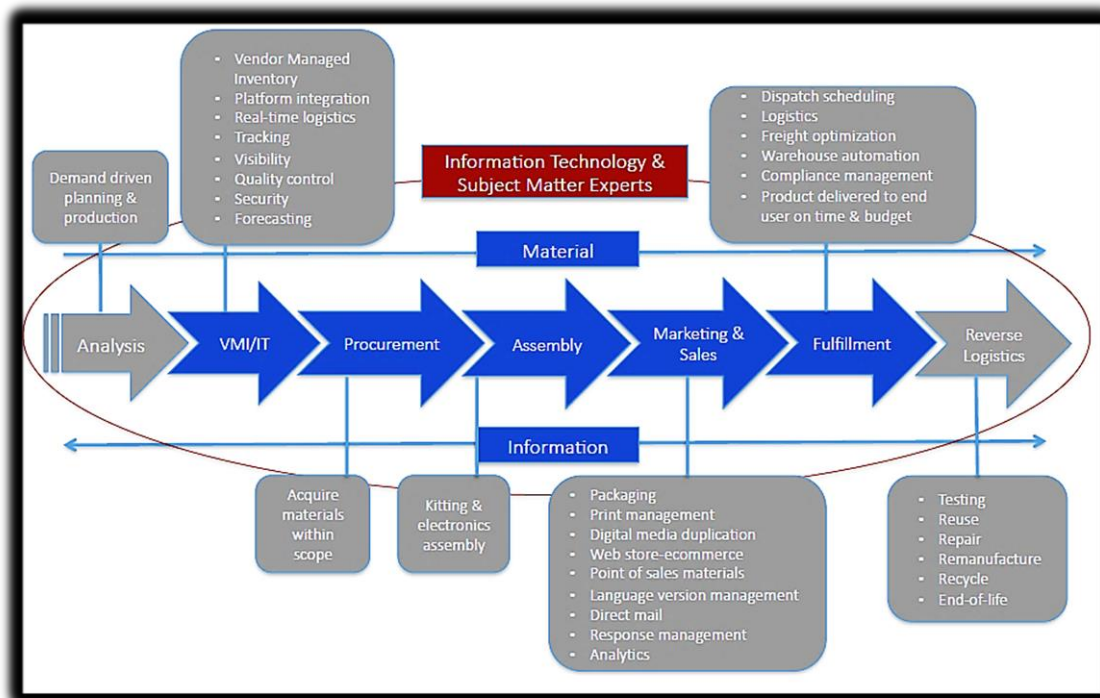 Vendor Managed
Inventory
Platform integration
Real-time logistics
Tracking
Visibility
Quality control
Security
Forecasting
Dispatch scheduling
Logistics
Freight optimization
Warehouse automation
Compliance management
Product delivered to end
user on time & budget
Information Technology &
Subject Matter Experts
Demand driven
planning &
production
Material
Analysis
VMI/IT
Procurement
Assembly
Marketing &
Sales
Fulfillment
Reverse
Logistics
Information
Acquire
materials
within
scope
Kitting &
electronics
assembly
Packaging
Print management
Digital media duplication
Web store-ecommerce
Point of sales materials
Language version management
Direct mail
Response management
Analytics
Testing
Reuse
Repair
Remanufacture
Recycle
End-of-life